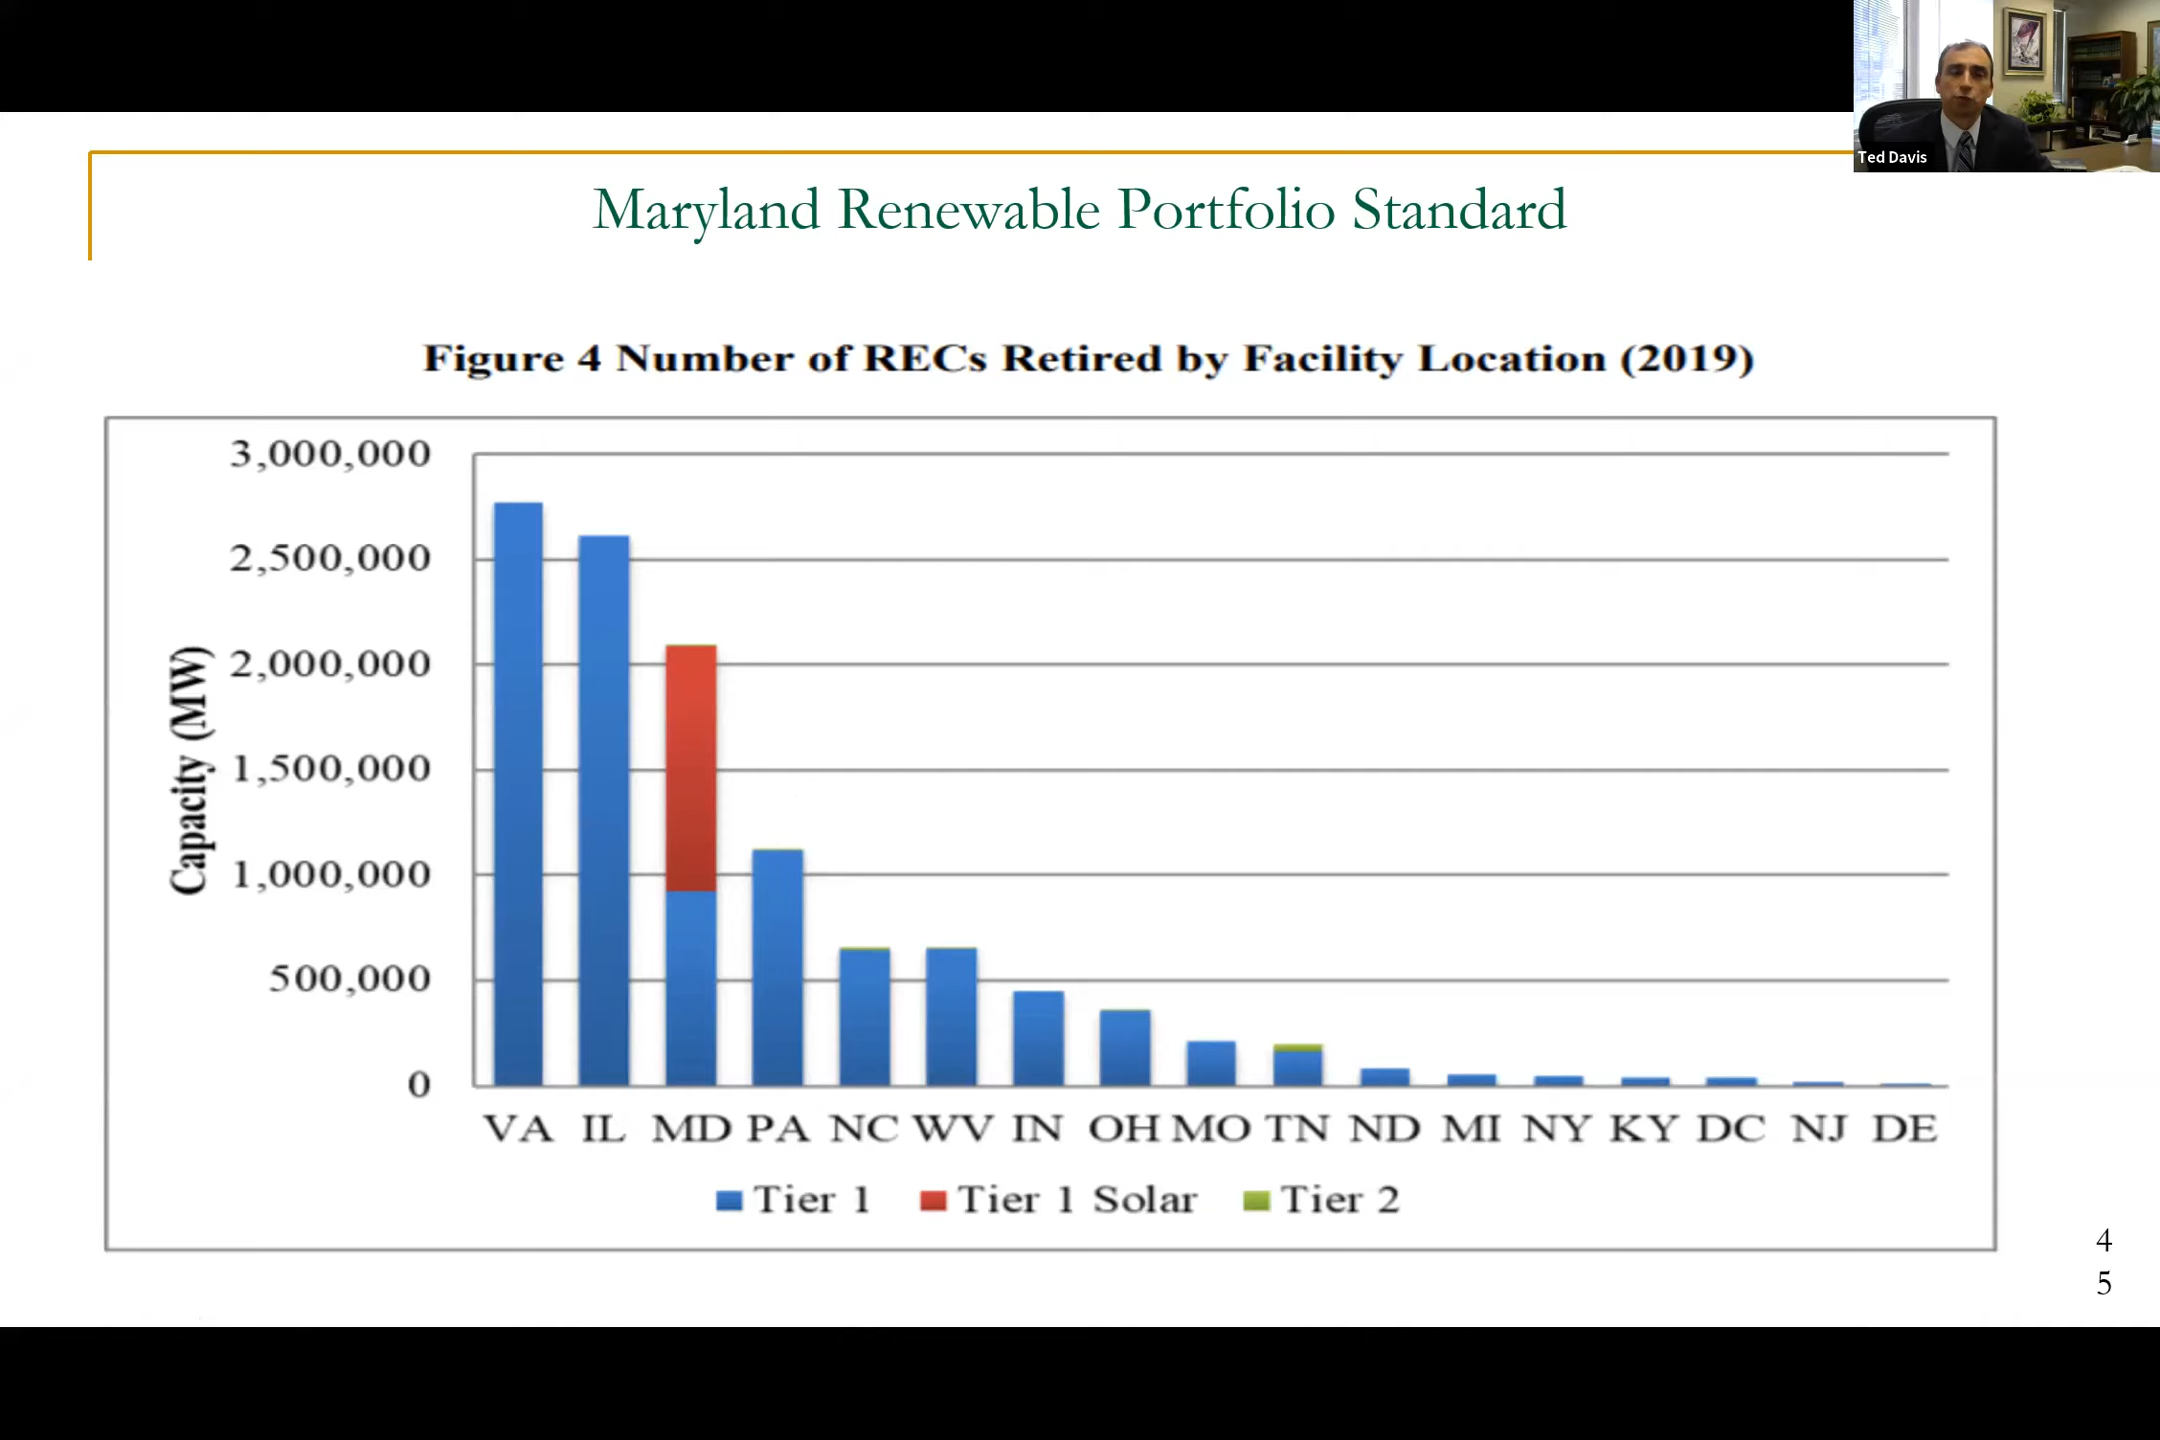 Ted Davis
Maryland Renewable Portfolio Standard
Figure 4 Number of RECs Retired by Facility Location (2019)
Capacity (MW)
3,000,000
2,500,000
2,000,000
1,500,000
1,000,000
500,000
0
VA IL MD PA NC WV IN OH MO TN ND MI NY KY DC NJ DE
Tier 1 Tier 1 Solar Tier 2
4
5